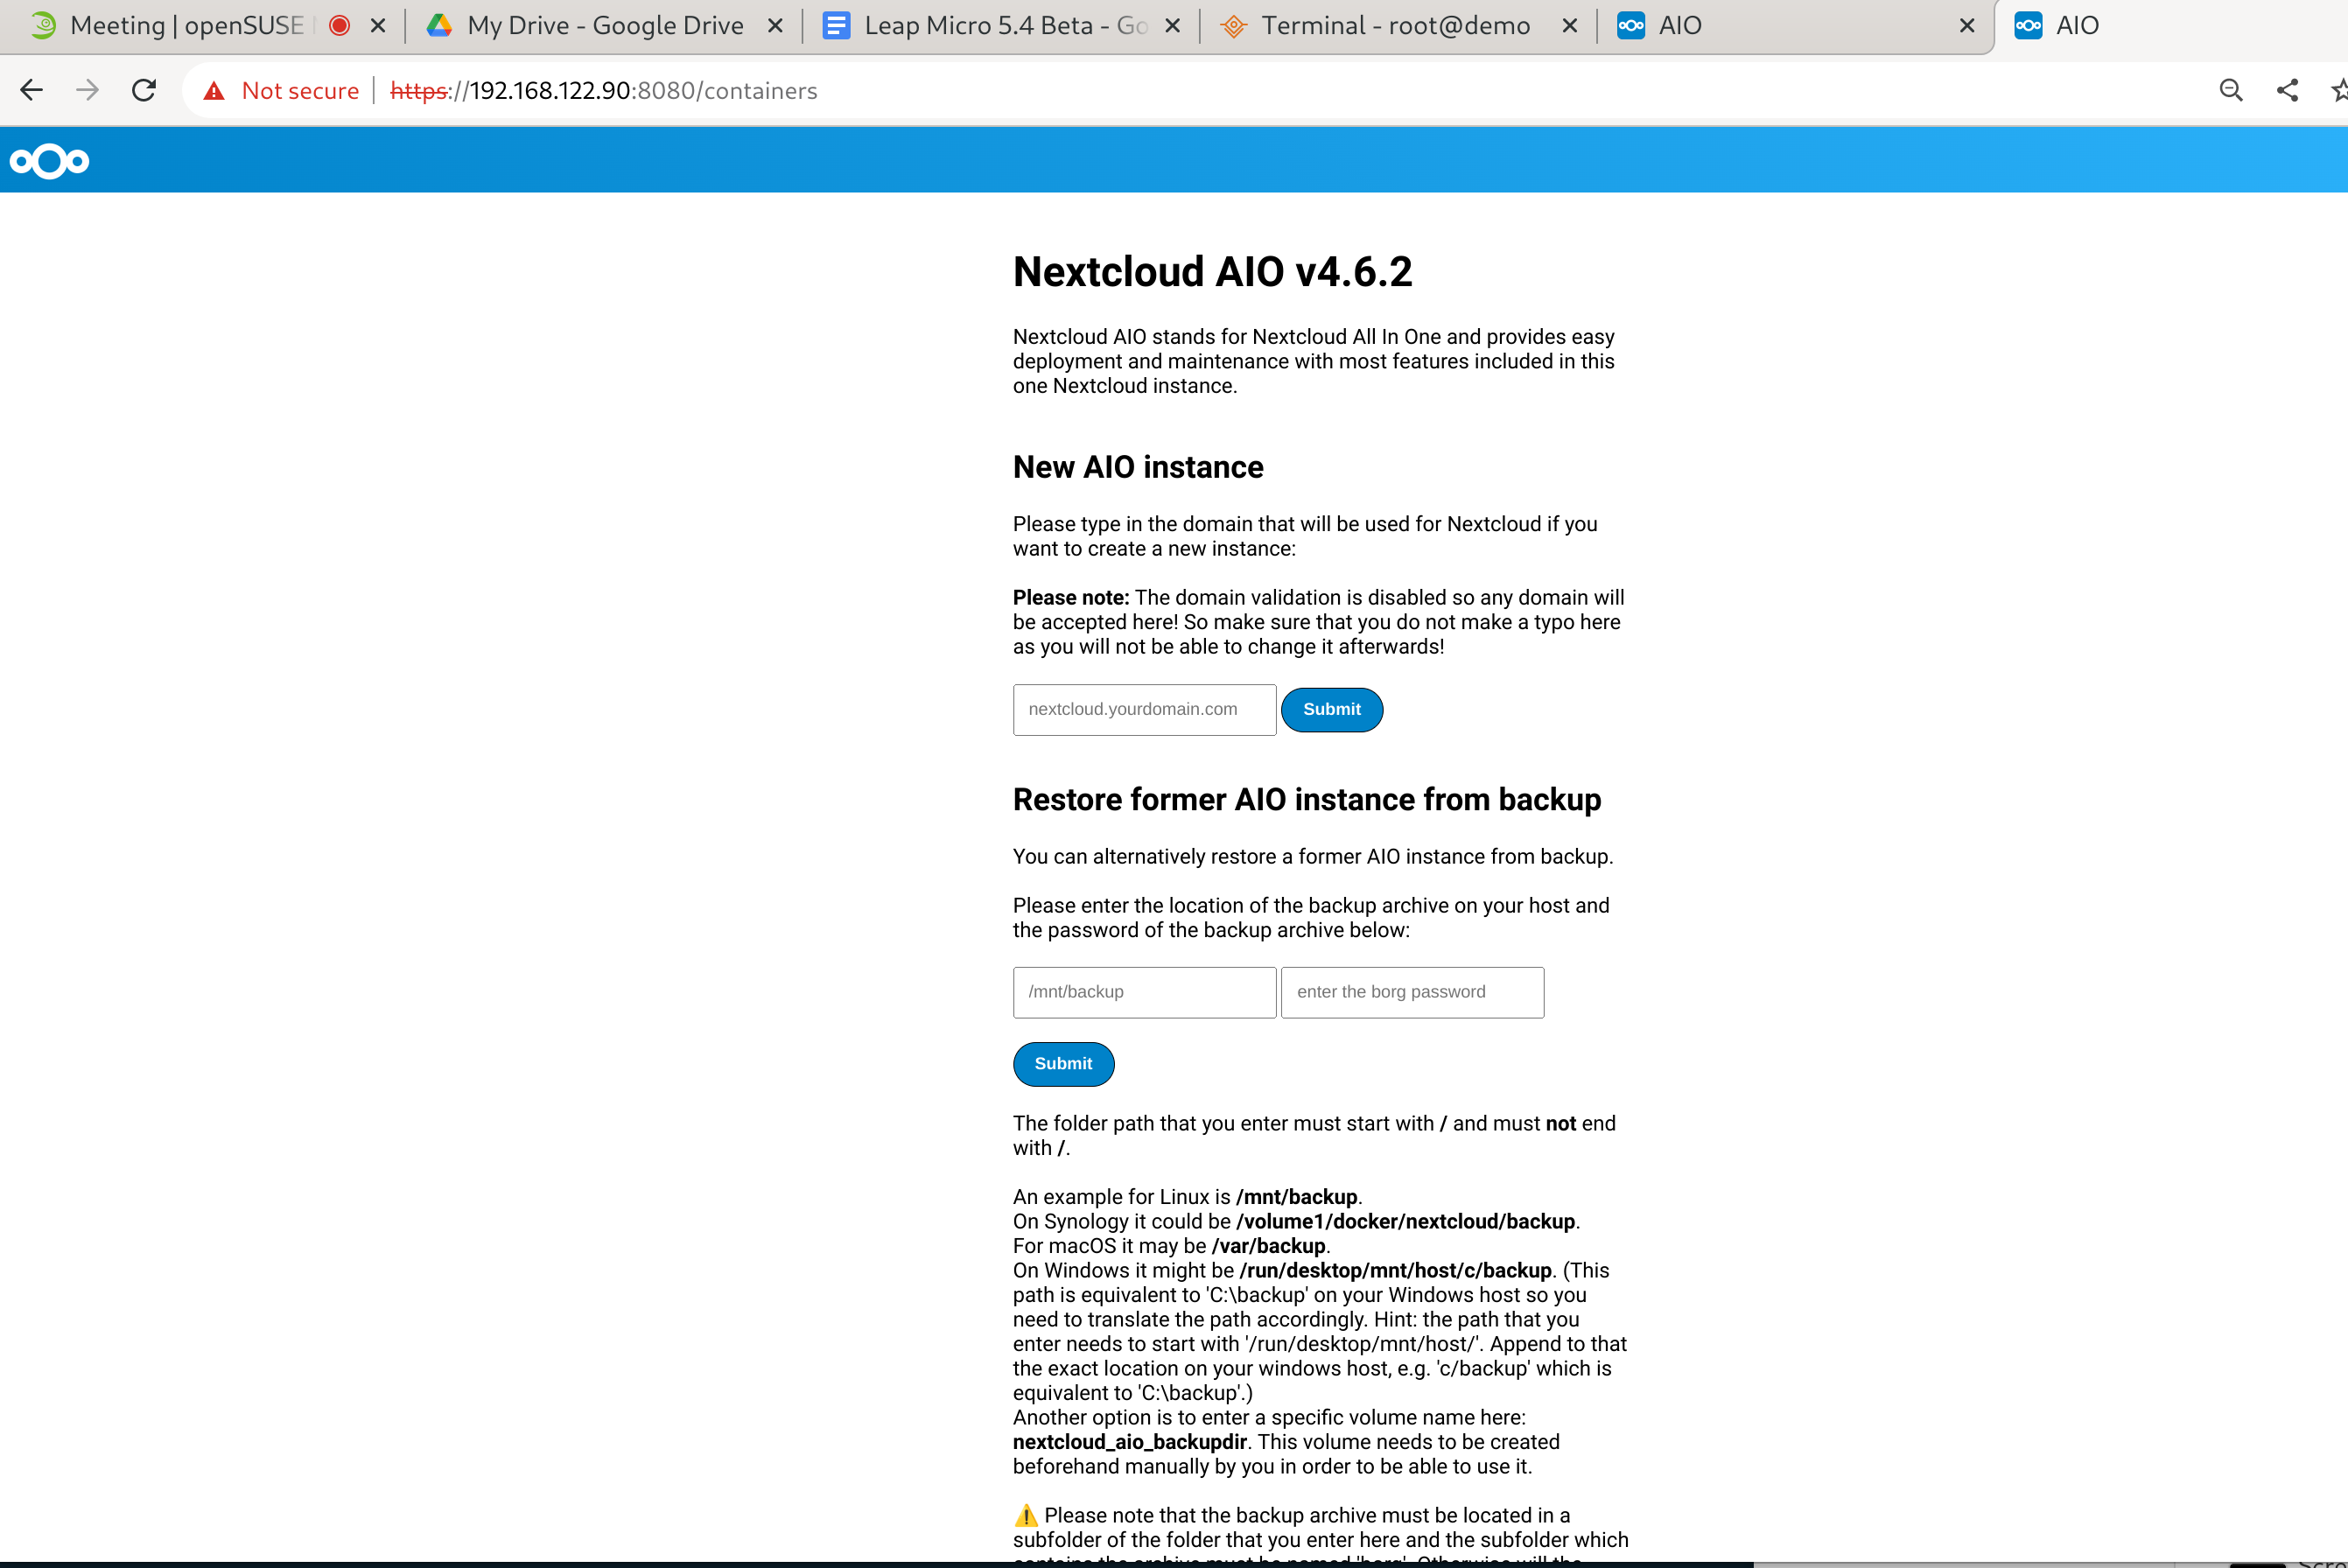 Meeting | openSUSE
My Drive - Google Drive
Leap Micro 5.4 Beta - Go
Terminal - root@demo
AIO
AIO
Not secure
https://192.168.122.90:8080/containers
Nextcloud AIO v4.6.2
Nextcloud AIO stands for Nextcloud All In One and provides easy
deployment and maintenance with most features included in this
one Nextcloud instance.
New AIO instance
Please type in the domain that will be used for Nextcloud if you
want to create a new instance:
Please note: The domain validation is disabled so any domain will
be accepted here! So make sure that you do not make a typo here
as you will not be able to change it afterwards!
nextcloud.yourdomain.com Submit
Restore former AIO instance from backup
You can alternatively restore a former AIO instance from backup.
Please enter the location of the backup archive on your host and
the password of the backup archive below:
/mnt/backup enter the borg password
Submit
The folder path that you enter must start with / and must not end
with /.
An example for Linux is /mnt/backup.
On Synology it could be /volume1/docker/nextcloud/backup.
For macOS it may be /var/backup.
On Windows it might be /run/desktop/mnt/host/c/backup. (This
path is equivalent to 'C:\backup' on your Windows host so you
need to translate the path accordingly. Hint: the path that you
enter needs to start with '/run/desktop/mnt/host/'. Append to that
the exact location on your windows host, e.g. 'c/backup' which is
equivalent to 'C:\backup'.)
Another option is to enter a specific volume name here:
nextcloud_aio_backupdir. This volume needs to be created
beforehand manually by you in order to be able to use it.
⚠️ Please note that the backup archive must be located in a
subfolder of the folder that you enter here and the subfolder which
contains the archive must be named 'borg'. Otherwise will the